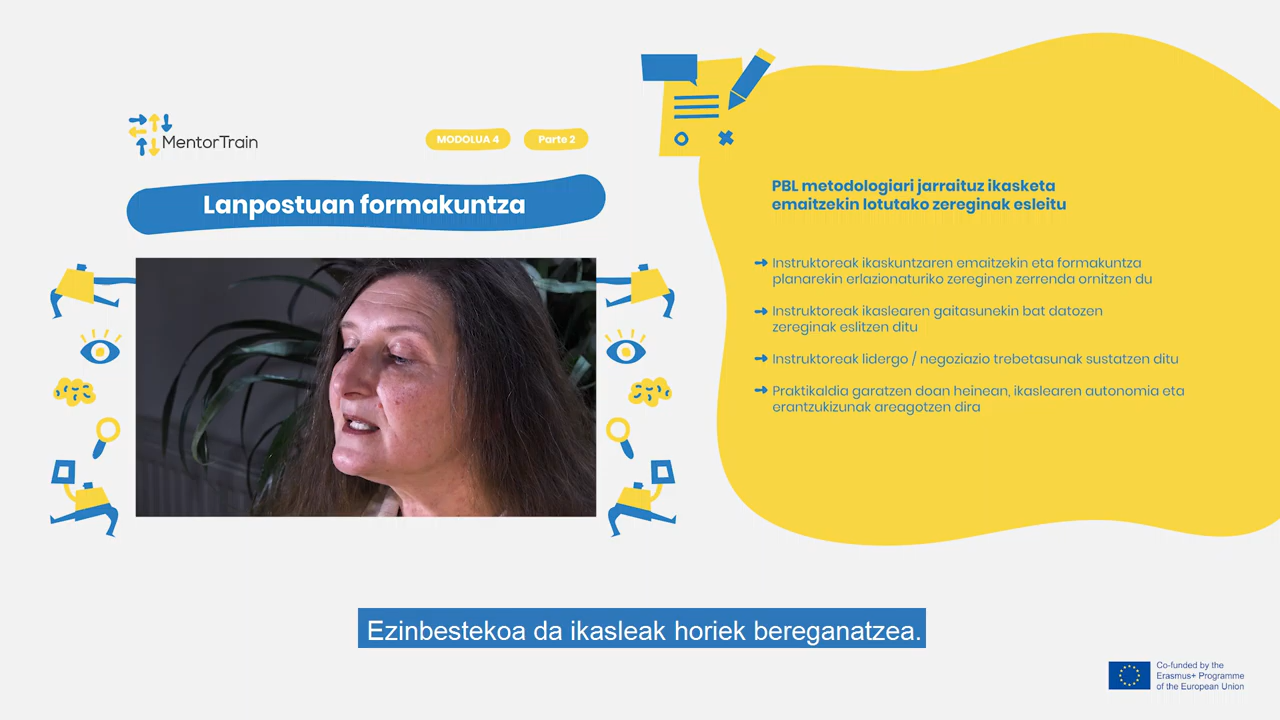 MentorTrain
MODOLUA 4
Parte 2
Lanpostuan formakuntza
PBL metodologiari jarraituz ikasketa
emaitzekin lotutako zereginak esleitu
Instruktoreak ikaskuntzaren emaitzekin eta formakuntza
planarekin erlazionaturiko zereginen zerrenda ornitzen du
Instruktoreak ikaslearen gaitasunekin bat datozen
zereginak eslitzen ditu
Instruktoreak lidergo / negoziazio trebetasunak sustatzen ditu
Praktikaldia garatzen doan heinean, ikaslearen autonomia eta
erantzukizunak areagotzen dira
Ezinbestekoa da ikasleak horiek bereganatzea.
Co-funded by the
Erasmus+ Programme
of the European Union